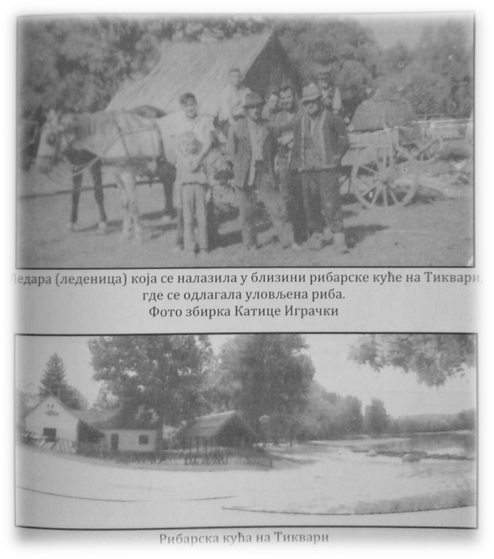 Ледара (леденица) која се налазила у близини рибарске куће на Тиквари,
где се одлагала уловљена риба.
Фото збирка Катице Играчки
Рибарска кућа на Тиквари